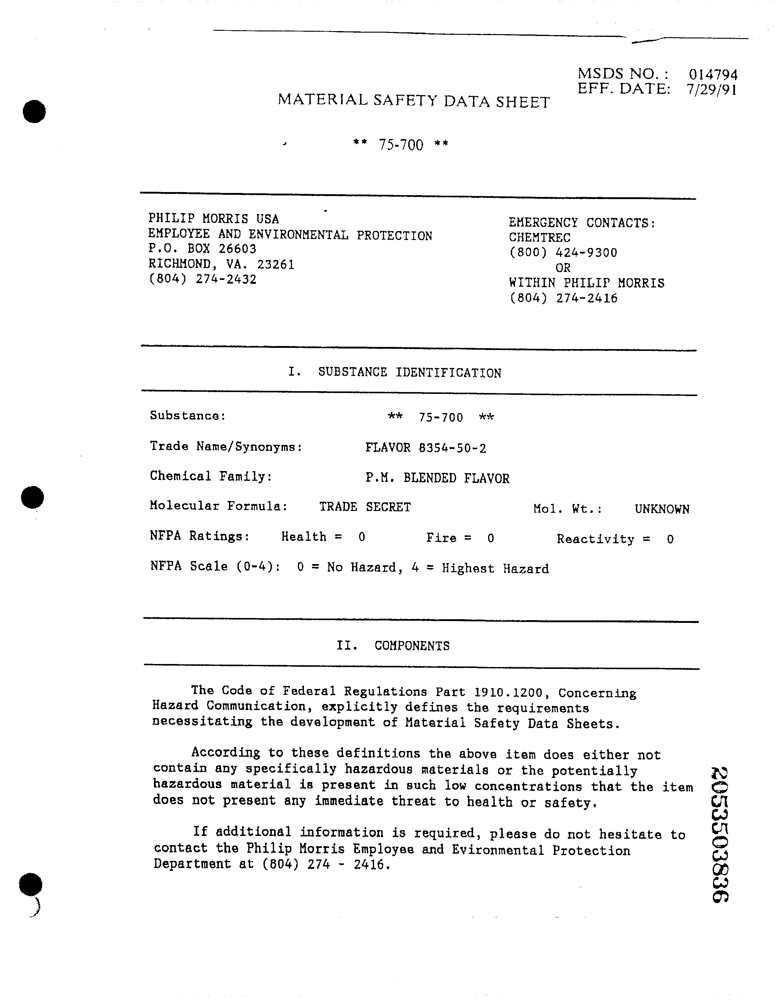 MSDS NO. : 014794
EFF. DATE: 7/29/91
MATERIAL SAFETY DATA SHEET
** 75-700 **
PHILIP MORRIS USA
EMPLOYEE AND ENVIRONMENTAL PROTECTION
P.O. BOX 26603
RICHMOND, VA. 23261
(804) 274-2432
EMERGENCY CONTACTS:
CHEMTREC
(800) 424-9300
OR
WITHIN PHILIP MORRIS
(804) 274-2416
I. SUBSTANCE IDENTIFICATION
Substance: ** 75-700 **
Trade Name/Synonyms: FLAVOR 8354-50-2
Chemical Family: P.M. BLENDED FLAVOR
Molecular Formula: TRADE SECRET Mol. Wt.: UNKNOWN
NFPA Ratings: Health = 0 Fire = 0 Reactivity = 0
NFPA Scale (0-4): 0 = No Hazard, 4 = Highest Hazard
II. COMPONENTS
The Code of Federal Regulations Part 1910.1200, Concerning
Hazard Communication, explicitly defines the requirements
necessitating the development of Material Safety Data Sheets.
According to these definitions the above item does either not
contain any specifically hazardous materials or the potentially
hazardous material is present in such low concentrations that the item
does not present any immediate threat to health or safety.
If additional information is required, please do not hesitate to
contact the Philip Morris Employee and Evironmental Protection
Department at (804) 274 - 2416.
2053503836